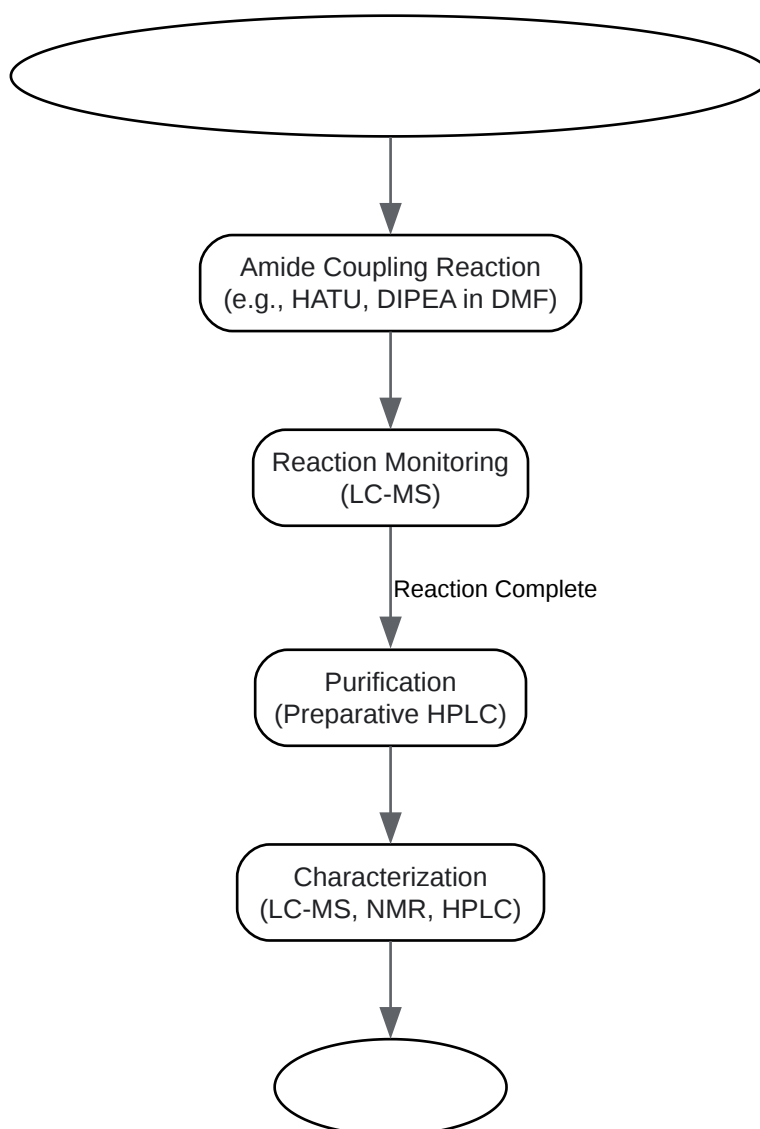 Amide Coupling Reaction
(e.g., HATU, DIPEA in DMF)
Reaction Monitoring
(LC-MS)
Reaction Complete
Purification
(Preparative HPLC)
Characterization
(LC-MS, NMR, HPLC)